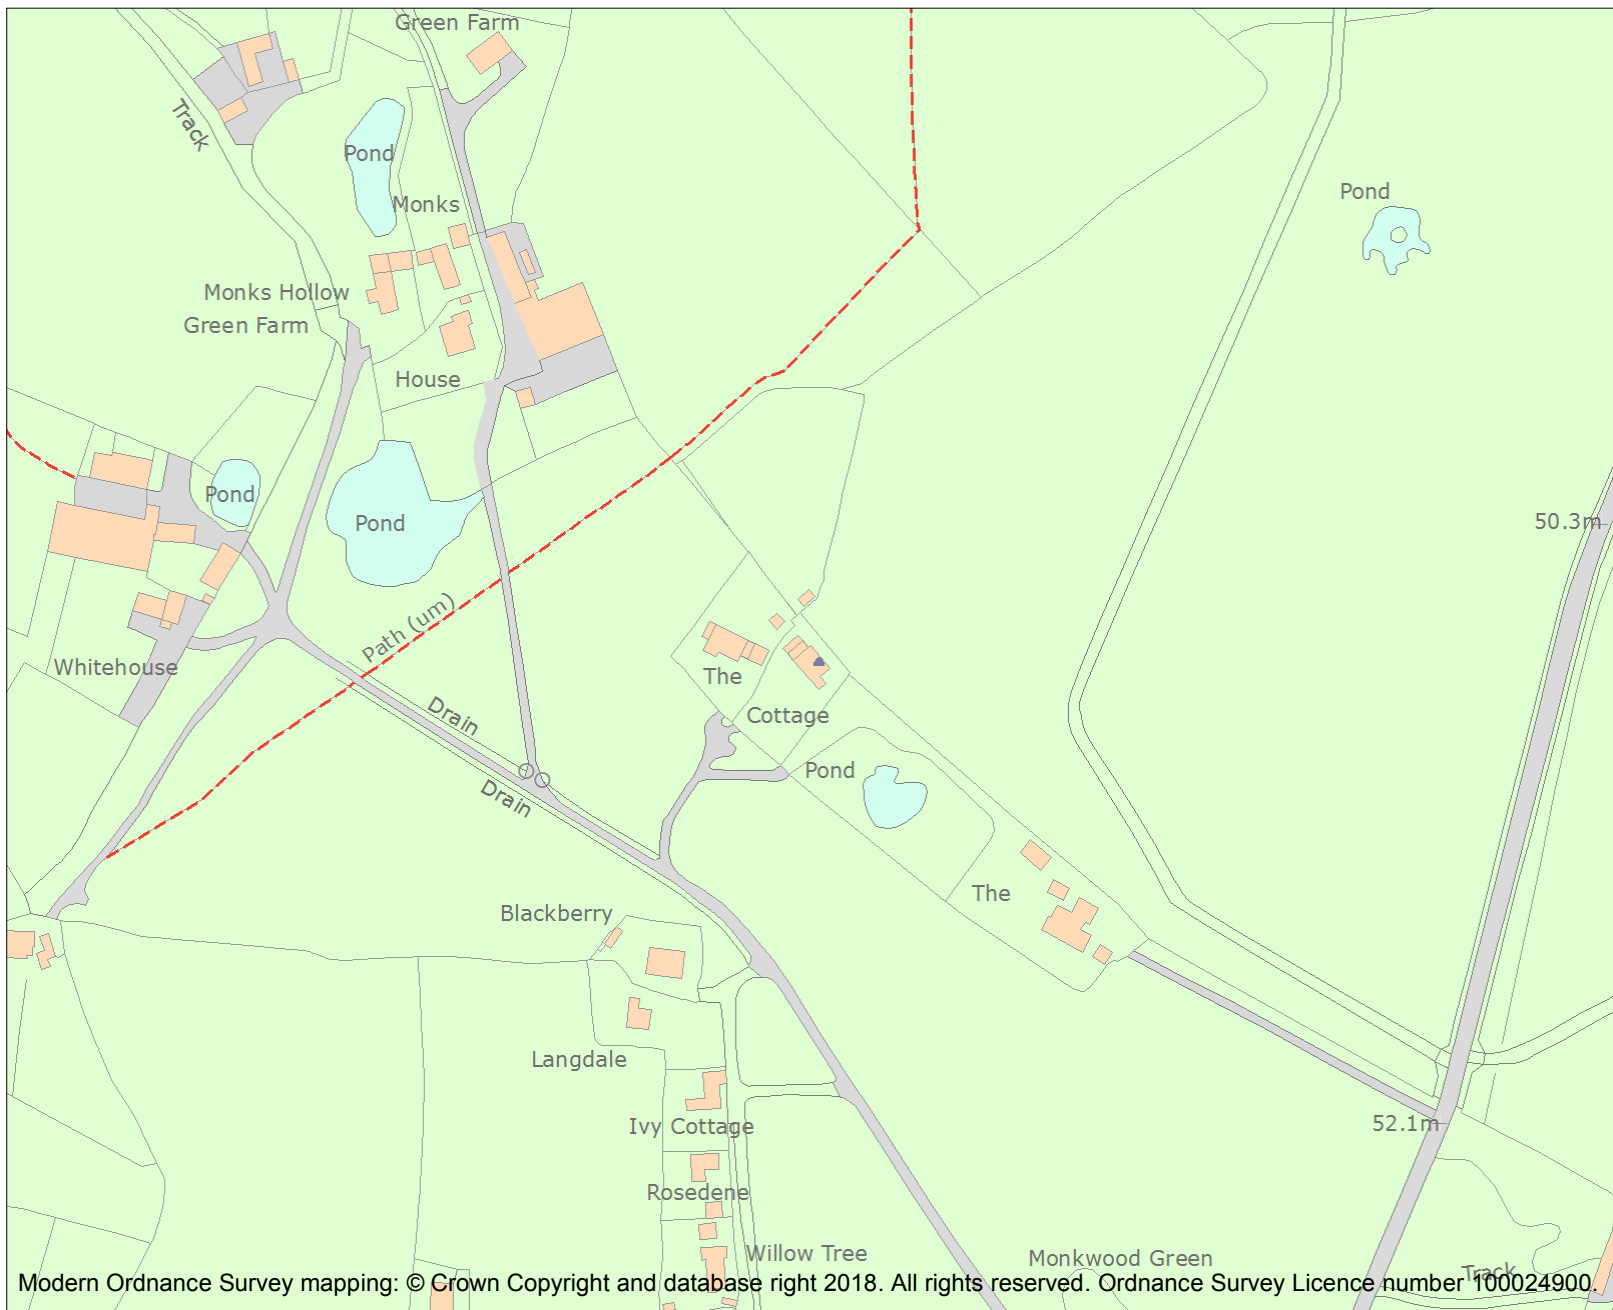 Green Farm
Track
Pond
Pond
Monks
Monks Hollow
Green Farm
House
Pond
Pond
50.3m
Path (um)
Whitehouse
The
Drain
Cottage
Pond
Drain
The
Blackberry
Langdale
Ivy Cottage
52.1m
Rosedene
Willow Tree
Monkwood Green
Track
Modern Ordnance Survey mapping: © Crown Copyright and database right 2018. All rights reserved. Ordnance Survey Licence number 100024900.